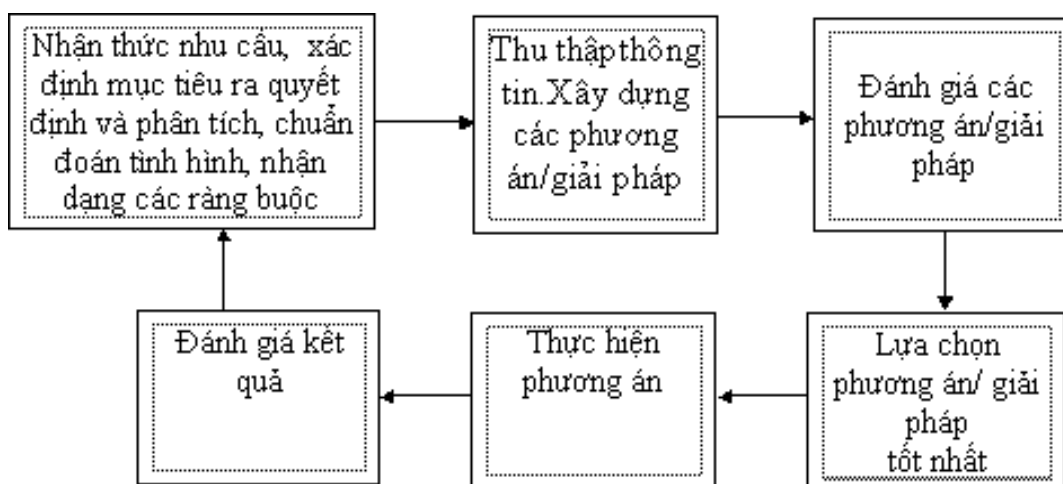 Nhận thức nhu cầu, xác
định mục tiêu ra quyết
định và phân tích, chuẩn
đoán tình hình, nhận
dạng các ràng buộc
Thu thậpthông
tin.Xây dựng
các phương
án/giải pháp
Đánh giá các
phương án/giải
pháp
Lựa chọn
phương án/ giải
pháp
tốt nhất
Thực hiện
phương án
Đánh giá kết
quả